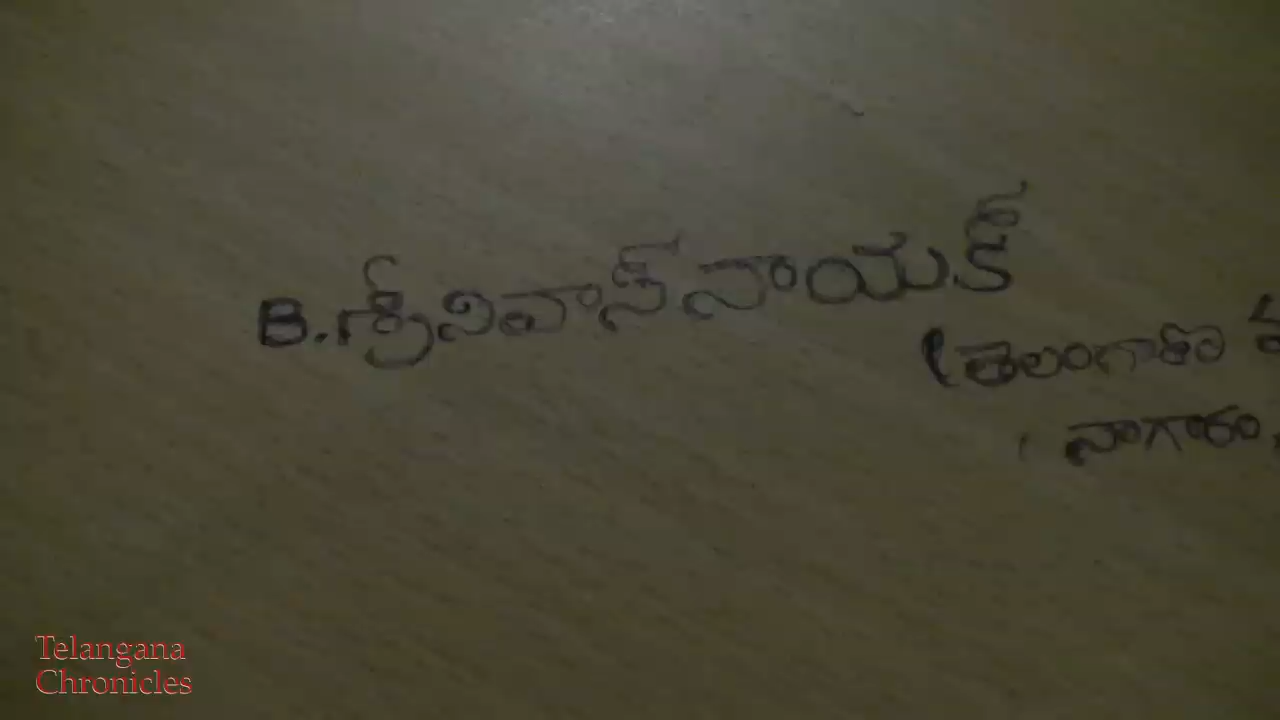 B. శ్రీనివాస్ నాయక్
(తెలంగాణ
నాగారం
Telangana
Chronicles